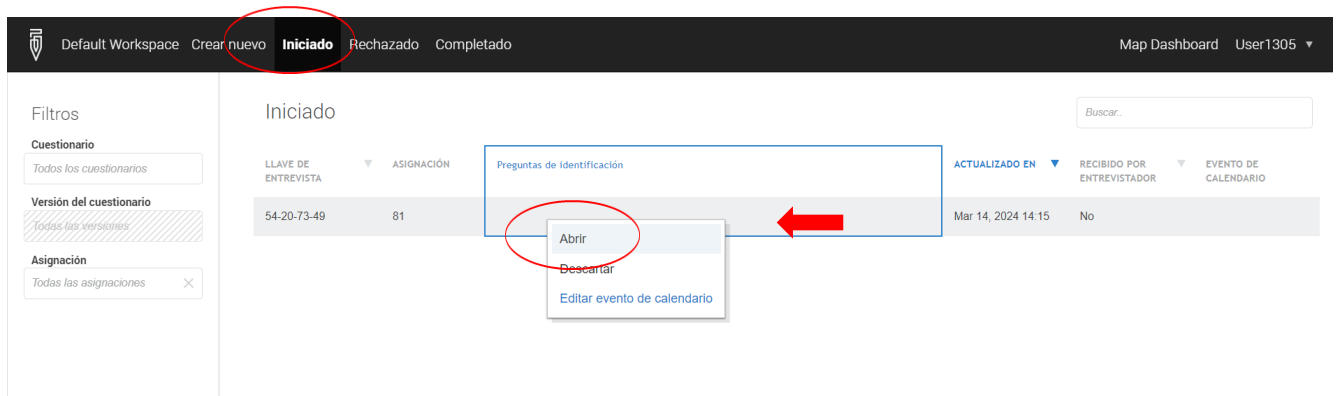 Default Workspace Crear nuevo Iniciado Rechazado Completado Map Dashboard User1305
Filtros
Cuestionario
Todos los cuestionarios
Versión del cuestionario
Todas las versiones
Asignación
Todas las asignaciones
Iniciado
Buscar..
LLAVE DE ENTREVISTA
ASIGNACIÓN
Preguntas de identificación
ACTUALIZADO EN
RECIBIDO POR ENTREVISTADOR
EVENTO DE CALENDARIO
54-20-73-49 81 Mar 14, 2024 14:15 No
Abrir
Descartar
Editar evento de calendario